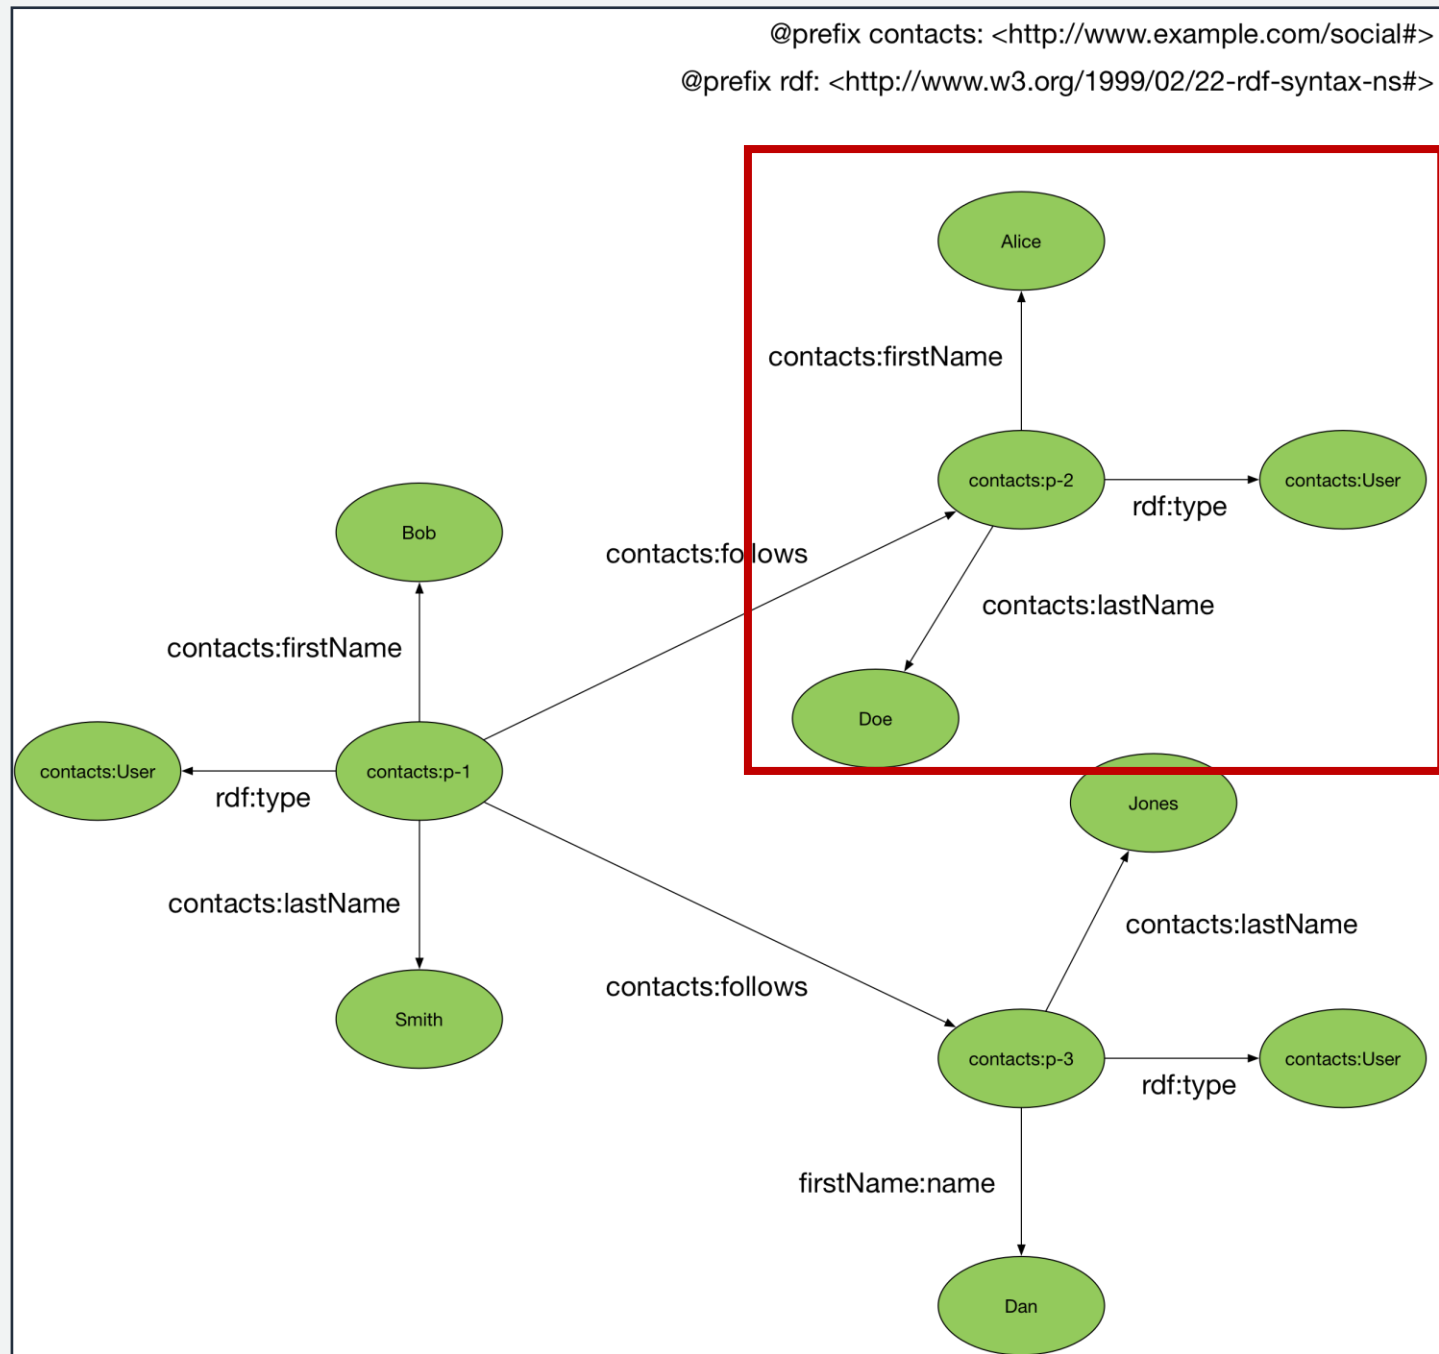 @prefix contacts: <http://www.example.com/social#>
@prefix rdf: <http://www.w3.org/1999/02/22-rdf-syntax-ns#>
Alice
contacts:firstName
contacts:p-2
contacts:User
rdf:type
Bob
contacts:follows
contacts:lastName
contacts:firstName
Doe
contacts:User
contacts:p-1
rdf:type
Jones
contacts:lastName
contacts:lastName
contacts:follows
Smith
contacts:p-3
contacts:User
rdf:type
firstName:name
Dan